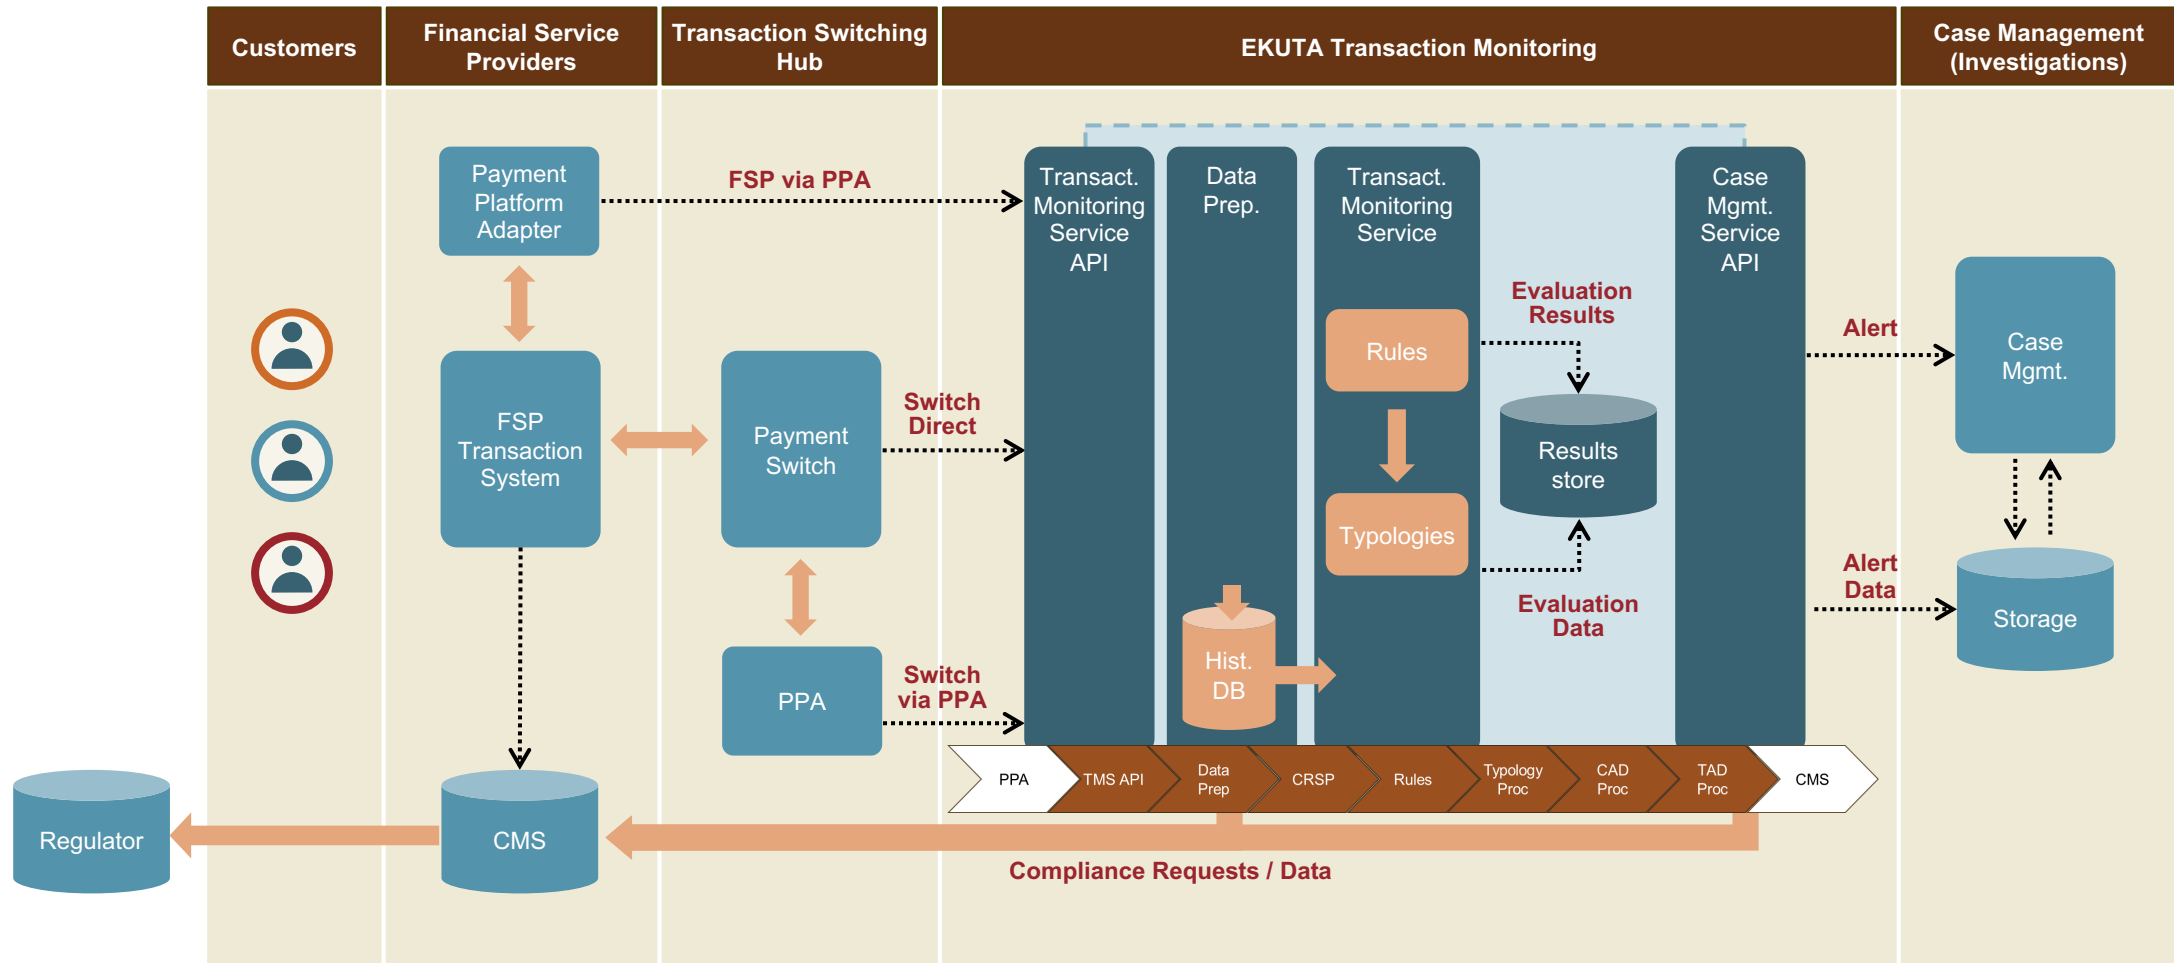 Customers
Financial Service
Providers
Transaction Switching
Hub
EKUTA Transaction Monitoring
Case Management
(Investigations)
Payment
Platform
Adapter
FSP via PPA
Transact.
Monitoring
Service
API
Data
Prep.
Transact.
Monitoring
Service
Case
Mgmt.
Service
API
Evaluation
Results
Rules
Alert
Case
Mgmt.
FSP
Transaction
System
Payment
Switch
Switch
Direct
Results
store
Typologies
Evaluation
Data
Alert
Data
Storage
Hist.
DB
PPA
Switch
via PPA
PPA
TMS API
Data
Prep
CRSP
Rules
Typology
Proc
CAD
Proc
TAD
Proc
CMS
Regulator
CMS
Compliance Requests / Data